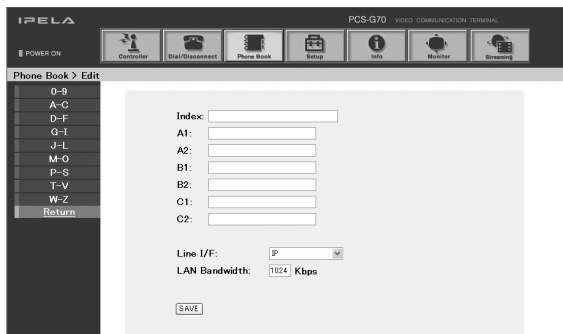 IPELA
PCS-G70 VIDEO COMMUNICATION TERMINAL
POWER ON
Controller
Dial/Disconnect
Phone Book
Setup
Info
Monitor
Streaming
Phone Book > Edit
0-9
A-C
D-F
G-I
J-L
M-O
P-S
T-V
W-Z
Return
Index:
A1:
A2:
B1:
B2:
C1:
C2:
Line I/F: IP
LAN Bandwidth: 1024 Kbps
SAVE